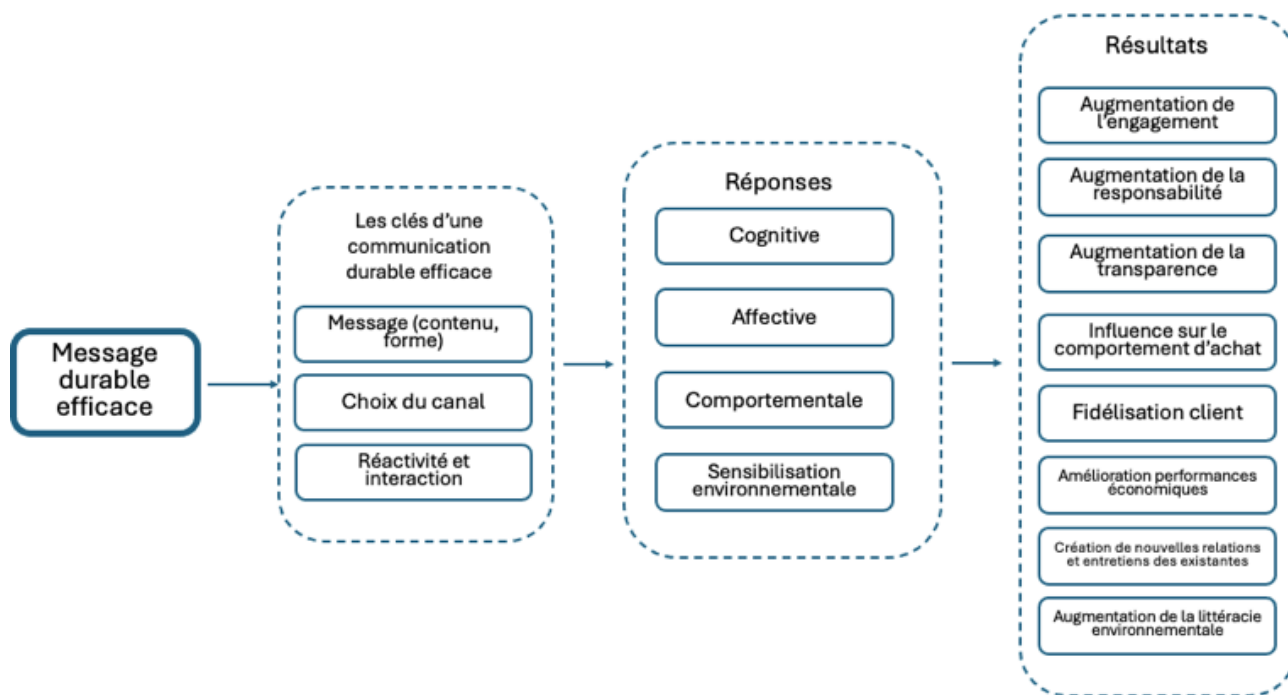 Message
durable
efficace
Les clés d’une
communication
durable efficace
Message (contenu,
forme)
Choix du canal
Réactivité et
interaction
Réponses
Cognitive
Affective
Comportementale
Sensibilisation
environnementale
Résultats
Augmentation de
l’engagement
Augmentation de la
responsabilité
Augmentation de la
transparence
Influence sur le
comportement d’achat
Fidélisation client
Amélioration performances
économiques
Création de nouvelles relations
et entretiens des existantes
Augmentation de la littéracie
environnementale